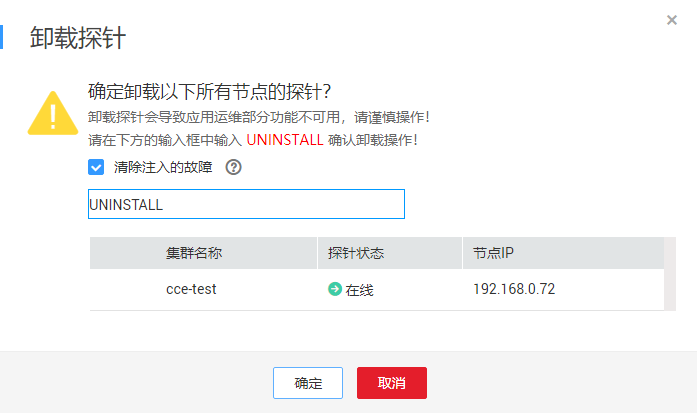 卸载探针
确定卸载以下所有节点的探针?
卸载探针会导致应用运维部分功能不可用，请谨慎操作!
请在下方的输入框中输入 UNINSTALL 确认卸载操作!
清除注入的故障
UNINSTALL
集群名称 探针状态 节点IP
cce-test 在线 192.168.0.72
确定 取消